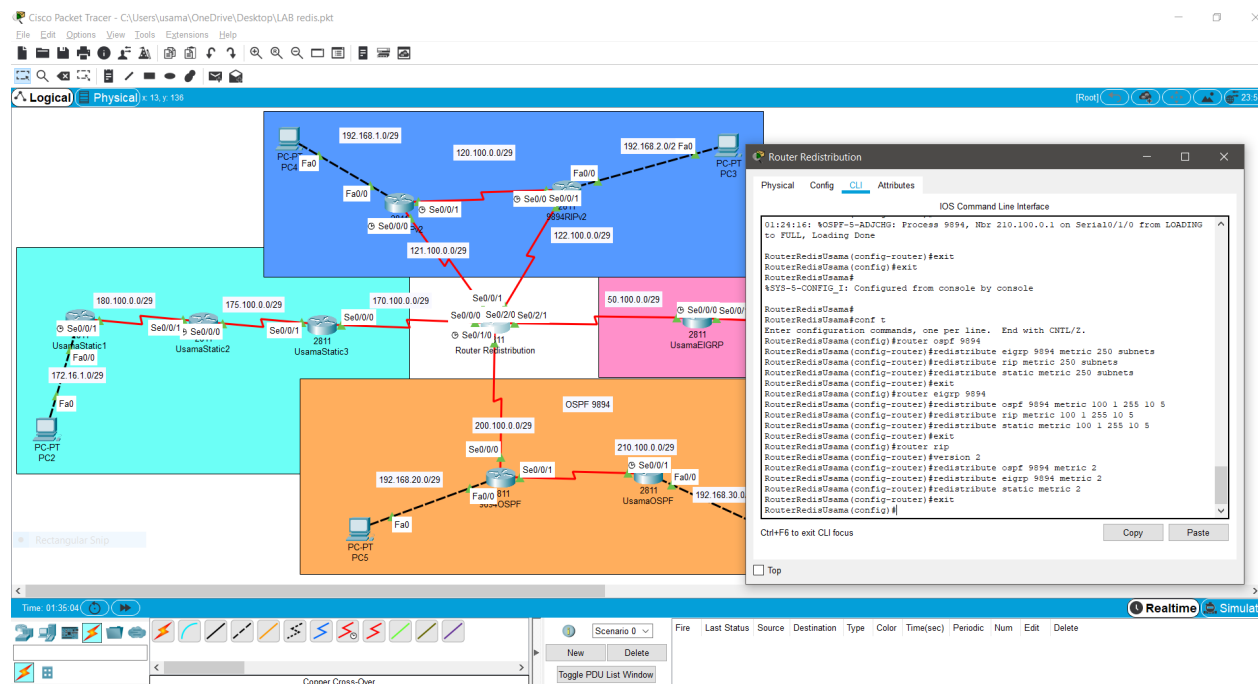 Cisco Packet Tracer - C:\Users\usama\OneDrive\Desktop\LAB redis.pkt
File Edit Options View Tools Extensions Help
Logical Physical x: 13, y: 136
[Root]
23:5
192.168.1.0/29
PC-PT
PC4
Fa0
Fa0/0
120.100.0.0/29
192.168.2.0/2 Fa0
PC-PT
PC3
Fa0/0
Se0/0/1
Se0/0 Se0/0/1
2811
9894RIPv2
Se0/0/0
122.100.0.0/29
121.100.0.0/29
180.100.0.0/29
175.100.0.0/29
170.100.0.0/29
Se0/0/1
UsamaStatic1
Fa0/0
Se0/0/1
Se0/0/0
UsamaStatic2
Se0/0/1
Se0/0/0
2811
UsamaStatic3
172.16.1.0/29
Fa0
PC-PT
PC2
Se0/0/1
Se0/0/0 Se0/2/0 Se0/2/1
Se0/1/0
Router Redistribution
50.100.0.0/29
Se0/0/0 Se0/0/
2811
UsamaEIGRP
OSPF 9894
200.100.0.0/29
Se0/0/0
210.100.0.0/29
Se0/0/1
Se0/0/1
192.168.20.0/29
Fa0/0
9894OSPF
2811
UsamaOSPF
Fa0/0
192.168.30.0
Fa0
PC-PT
PC5
Rectangular Snip
Router Redistribution
Physical Config CLI Attributes
IOS Command Line Interface
01:24:16: %OSPF-5-ADJCHG: Process 9894, Nbr 210.100.0.1 on Serial0/1/0 from LOADING
to FULL, Loading Done
RouterRedisUsama(config-router)#exit
RouterRedisUsama(config)#exit
RouterRedisUsama#
%SYS-5-CONFIG_I: Configured from console by console
RouterRedisUsama#
RouterRedisUsama#conf t
Enter configuration commands, one per line. End with CNTL/Z.
RouterRedisUsama(config)#router ospf 9894
RouterRedisUsama(config-router)#redistribute eigrp 9894 metric 250 subnets
RouterRedisUsama(config-router)#redistribute rip metric 250 subnets
RouterRedisUsama(config-router)#redistribute static metric 250 subnets
RouterRedisUsama(config-router)#exit
RouterRedisUsama(config)#router eigrp 9894
RouterRedisUsama(config-router)#redistribute ospf 9894 metric 100 1 255 10 5
RouterRedisUsama(config-router)#redistribute rip metric 100 1 255 10 5
RouterRedisUsama(config-router)#redistribute static metric 100 1 255 10 5
RouterRedisUsama(config-router)#exit
RouterRedisUsama(config)#router rip
RouterRedisUsama(config-router)#version 2
RouterRedisUsama(config-router)#redistribute ospf 9894 metric 2
RouterRedisUsama(config-router)#redistribute eigrp 9894 metric 2
RouterRedisUsama(config-router)#redistribute static metric 2
RouterRedisUsama(config-router)#exit
RouterRedisUsama(config)#
Ctrl+F6 to exit CLI focus
Copy Paste
Top
Time: 01:35:04
Realtime Simulat
Scenario 0
New Delete
Toggle PDU List Window
Fire Last Status Source Destination Type Color Time(sec) Periodic Num Edit Delete
Copper Cross-Over